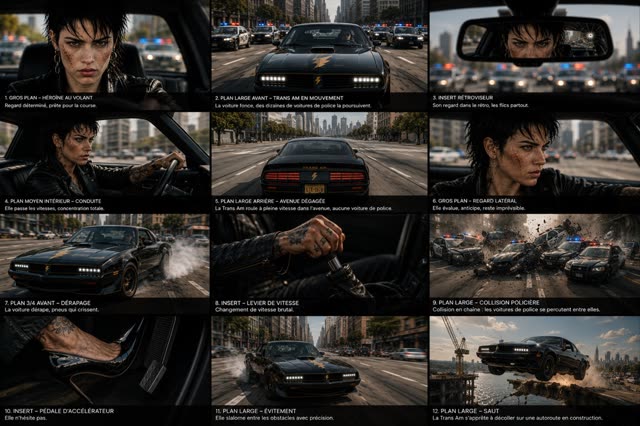 1. GROS PLAN – HÉROÏNE AU VOLANT
Regard déterminé, prête pour la course.
2. PLAN LARGE AVANT – TRANS AM EN MOUVEMENT
La voiture fonce, des dizaines de voitures de police la poursuivent.
3. INSERT RÉTROVISEUR
Son regard dans le rétro, les flics partout.
4. PLAN MOYEN INTÉRIEUR – CONDUITE
Elle passe les vitesses, concentration totale.
5. PLAN LARGE ARRIÈRE – AVENUE DÉGAGÉE
La Trans Am roule à pleine vitesse dans l'avenue, aucune voiture de police.
6. GROS PLAN – REGARD LATÉRAL
Elle évalue, anticipe, reste imprévisible.
7. PLAN 3/4 AVANT – DÉRAPAGE
La voiture dérape, pneus qui crissent.
8. INSERT – LEVIER DE VITESSE
Changement de vitesse brutal.
9. PLAN LARGE – COLLISION POLICIÈRE
Collision en chaîne : les voitures de police se percutent entre elles.
10. INSERT – PÉDALE D'ACCÉLÉRATEUR
Elle n'hésite pas.
11. PLAN LARGE – ÉVITEMENT
Elle slalome entre les obstacles avec précision.
12. PLAN LARGE – SAUT
La Trans Am s'apprête à décoller sur une autoroute en construction.